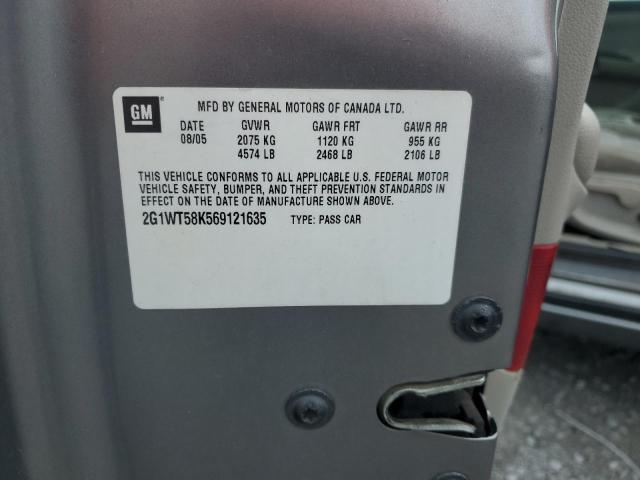 GM
MFD BY GENERAL MOTORS OF CANADA LTD.
DATE GVWR GAWR FRT GAWR RR
08/05 2075 KG 1120 KG 955 KG
4574 LB 2468 LB 2106 LB
THIS VEHICLE CONFORMS TO ALL APPLICABLE U.S. FEDERAL MOTOR
VEHICLE SAFETY, BUMPER, AND THEFT PREVENTION STANDARDS IN
EFFECT ON THE DATE OF MANUFACTURE SHOWN ABOVE.
2G1WT58K569121635 TYPE: PASS CAR